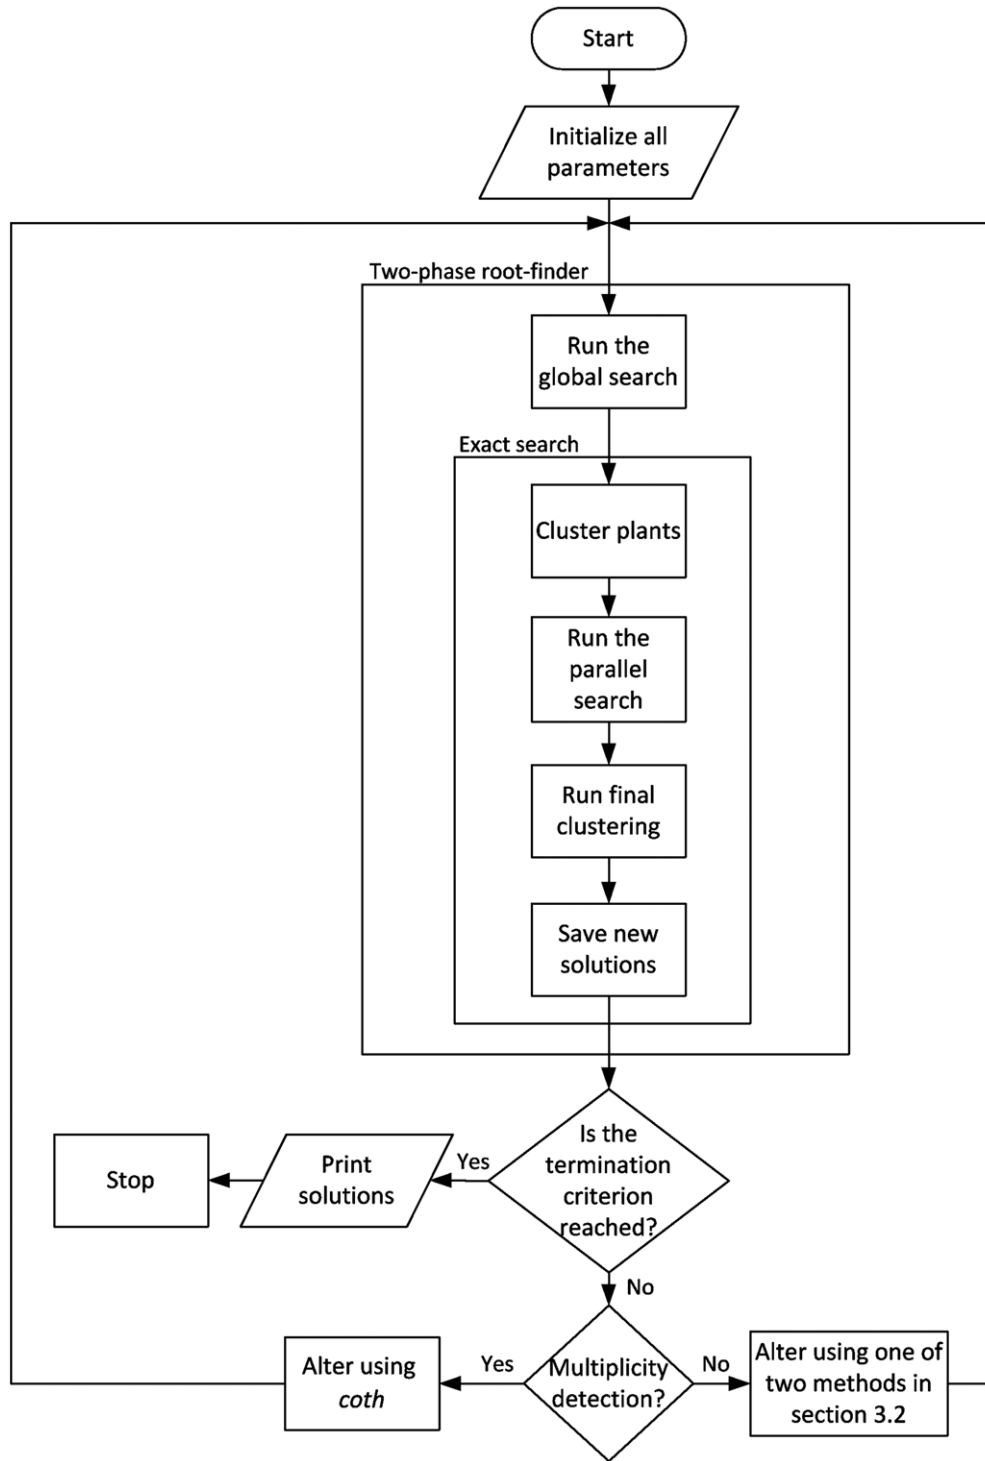 Start
Initialize all
parameters
Two-phase root-finder
Run the
global search
Exact search
Cluster plants
Run the
parallel
search
Run final
clustering
Save new
solutions
Is the
termination
criterion
reached?
Yes
Print
solutions
Stop
No
Multiplicity
detection?
Yes
Alter using
coth
No
Alter using one of
two methods in
section 3.2